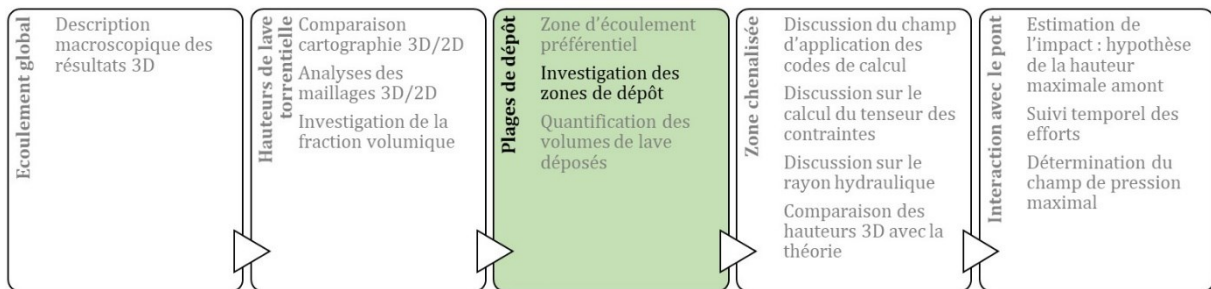 Ecoulement global
Description
macroscopique des
résultats 3D
Hauteurs de lave
torrentielle
Comparaison
cartographie 3D/2D
Analyses des
maillages 3D/2D
Investigation de la
fraction volumique
Plages de dépôt
Zone d'écoulement
préférentiel
Investigation des
zones de dépôt
Quantification des
volumes de lave
déposés
Zone chenalisée
Discussion du champ
d'application des
codes de calcul
Discussion sur le
calcul du tenseur des
contraintes
Discussion sur le
rayon hydraulique
Comparaison des
hauteurs 3D avec la
théorie
Interaction avec le pont
Estimation de
l'impact : hypothèse
de la hauteur
maximale amont
Suivi temporel des
efforts
Détermination du
champ de pression
maximal